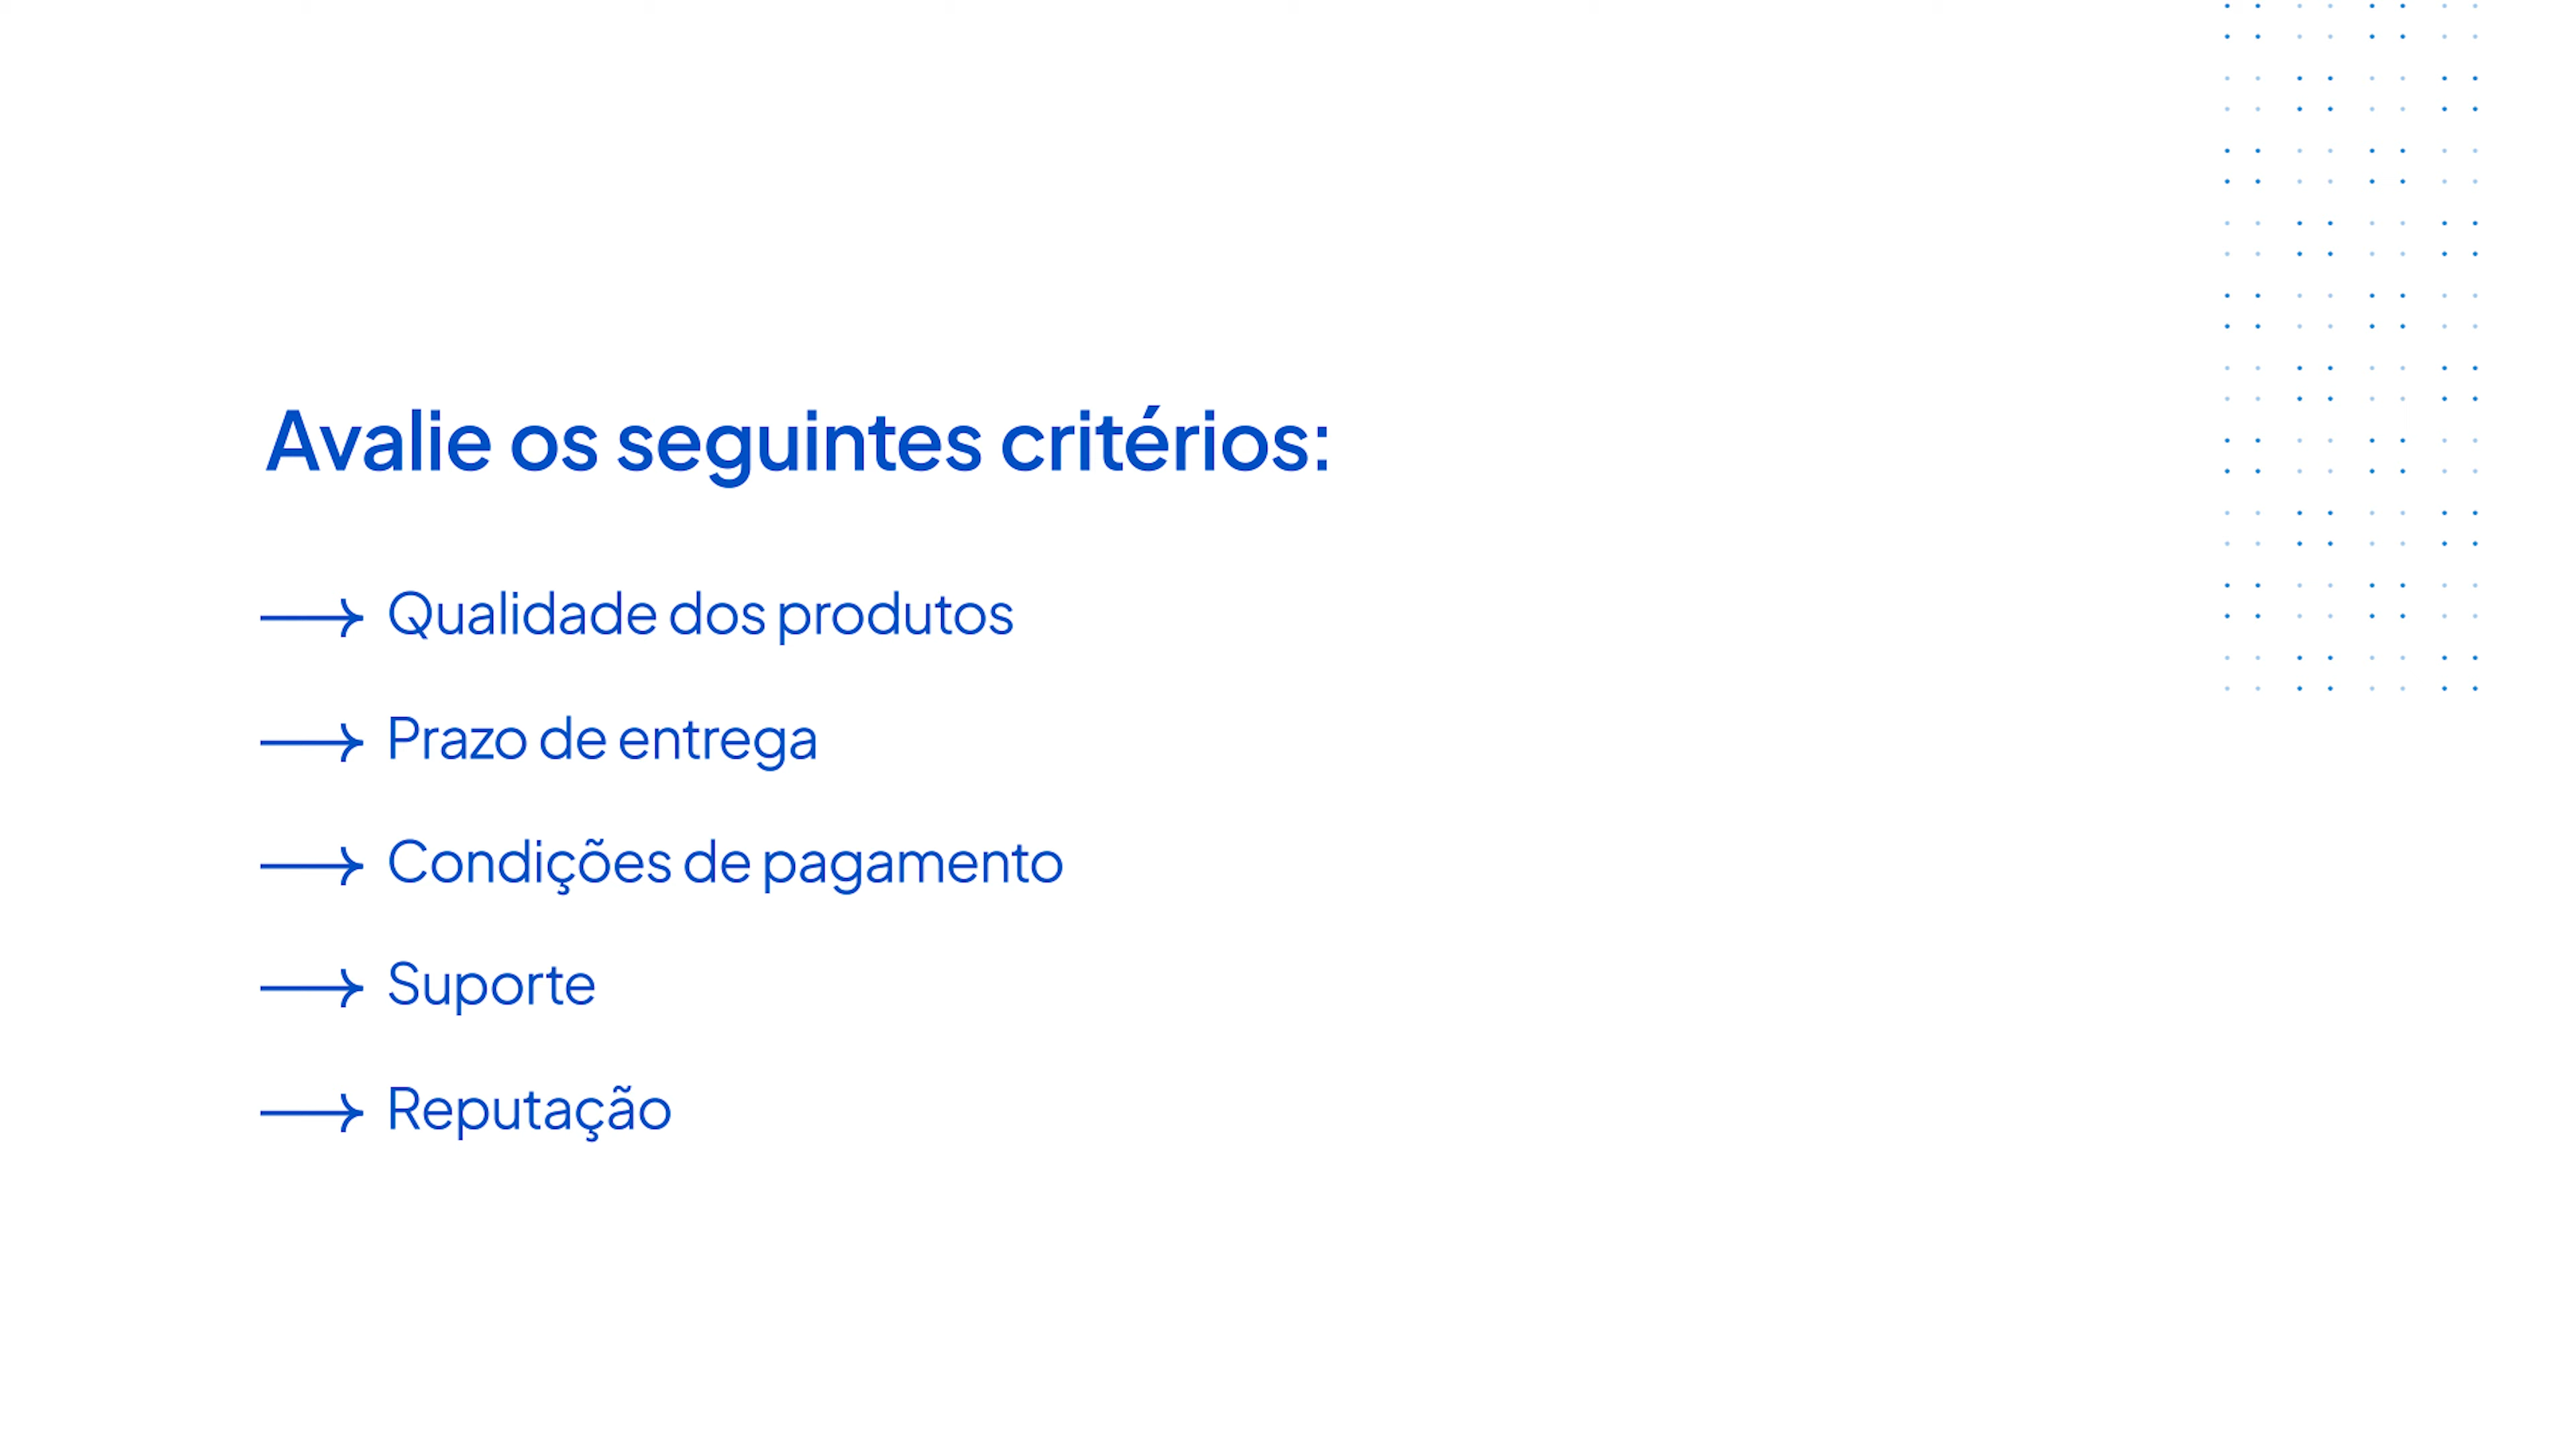 Avalie os seguintes critérios:
Qualidade dos produtos
Prazo de entrega
Condições de pagamento
Suporte
Reputação